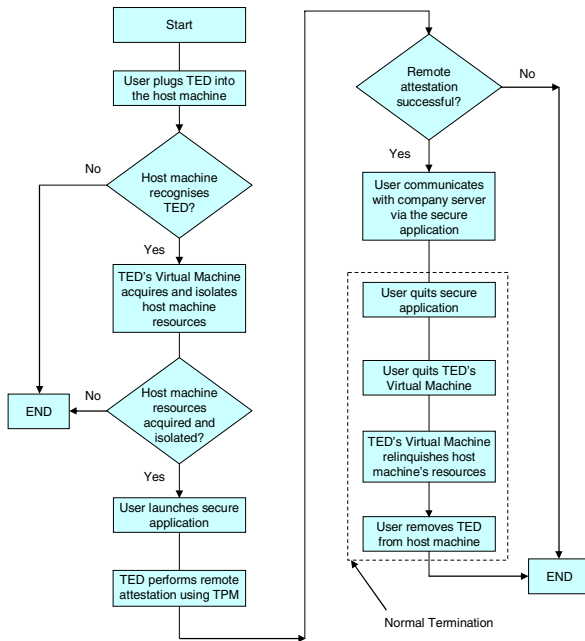 Start
User plugs TED into
the host machine
No
Host machine
recognises
TED?
Yes
TED's Virtual Machine
acquires and isolates
host machine
resources
No
Host machine
resources
acquired and
isolated?
END
Yes
User launches secure
application
TED performs remote
attestation using TPM
Remote
attestation
successful?
No
Yes
User communicates
with company server
via the secure
application
User quits secure
application
User quits TED's
Virtual Machine
TED's Virtual Machine
relinquishes host
machine's resources
User removes TED
from host machine
END
Normal Termination